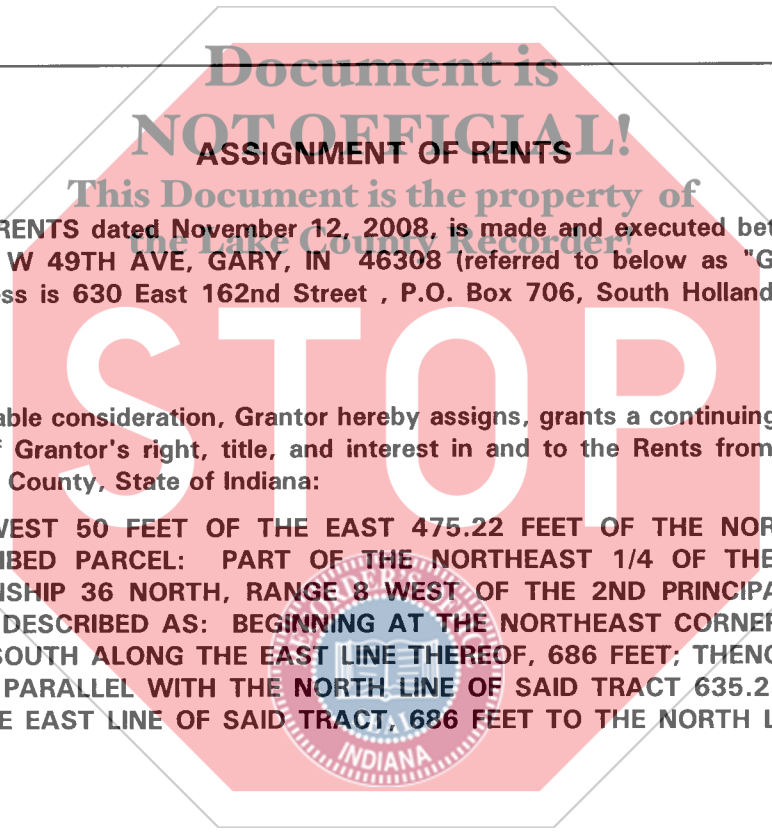 Document is
NOT OFFICIAL!
ASSIGNMENT OF RENTS
This Document is the property of
RENTS dated November 12, 2008, is made and executed bet
the Lake County Recorder!
W 49TH AVE, GARY, IN 46308 (referred to below as "G
ss is 630 East 162nd Street , P.O. Box 706, South Holland
STOP
able consideration, Grantor hereby assigns, grants a continuing
Grantor's right, title, and interest in and to the Rents from
County, State of Indiana:
WEST 50 FEET OF THE EAST 475.22 FEET OF THE NOR
IBED PARCEL: PART OF THE NORTHEAST 1/4 OF THE
NSHIP 36 NORTH, RANGE 8 WEST OF THE 2ND PRINCIPA
DESCRIBED AS: BEGINNING AT THE NORTHEAST CORNER
SOUTH ALONG THE EAST LINE THEREOF, 686 FEET; THENC
PARALLEL WITH THE NORTH LINE OF SAID TRACT 635.2
E EAST LINE OF SAID TRACT, 686 FEET TO THE NORTH L
INDIANA